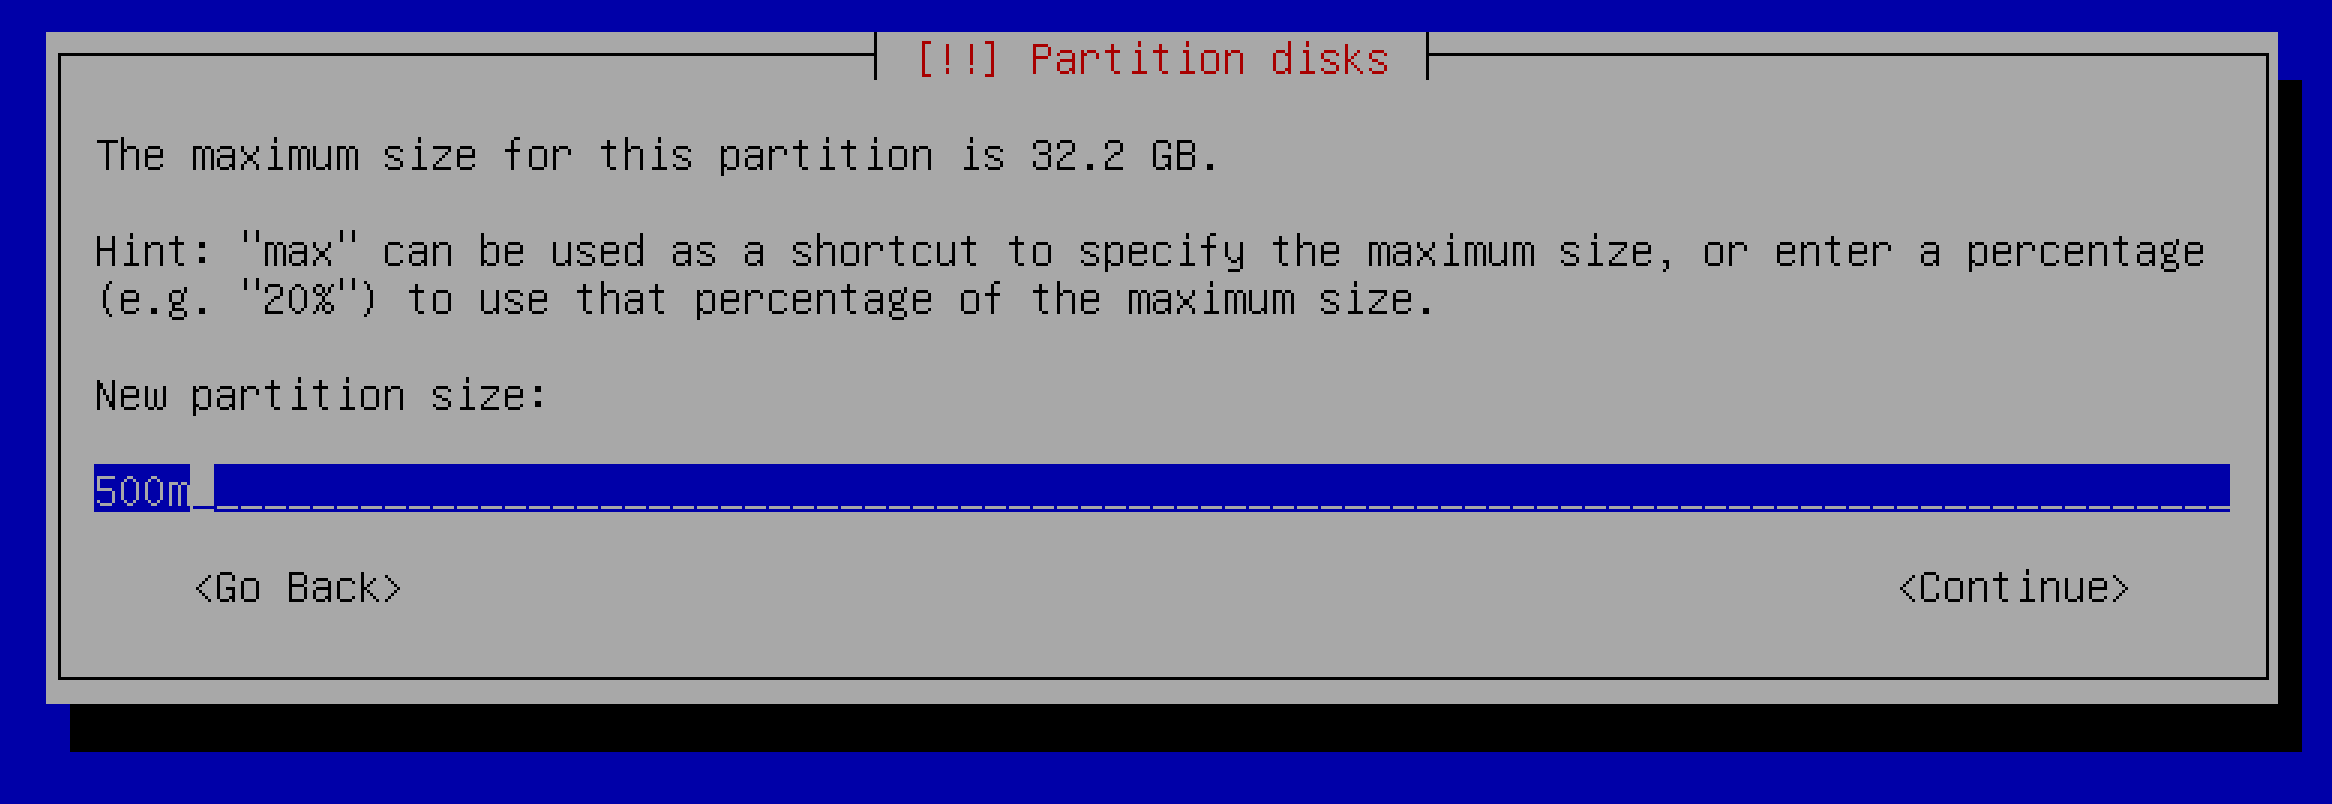 [!!] Partition disks
The maximum size for this partition is 32.2 GB.
Hint: "max" can be used as a shortcut to specify the maximum size, or enter a percentage
(e.g. "20%") to use that percentage of the maximum size.
New partition size:
500m
<Go Back> <Continue>